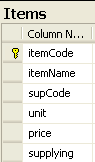 Items
Column N...
itemCode
itemName
supCode
unit
price
supplying